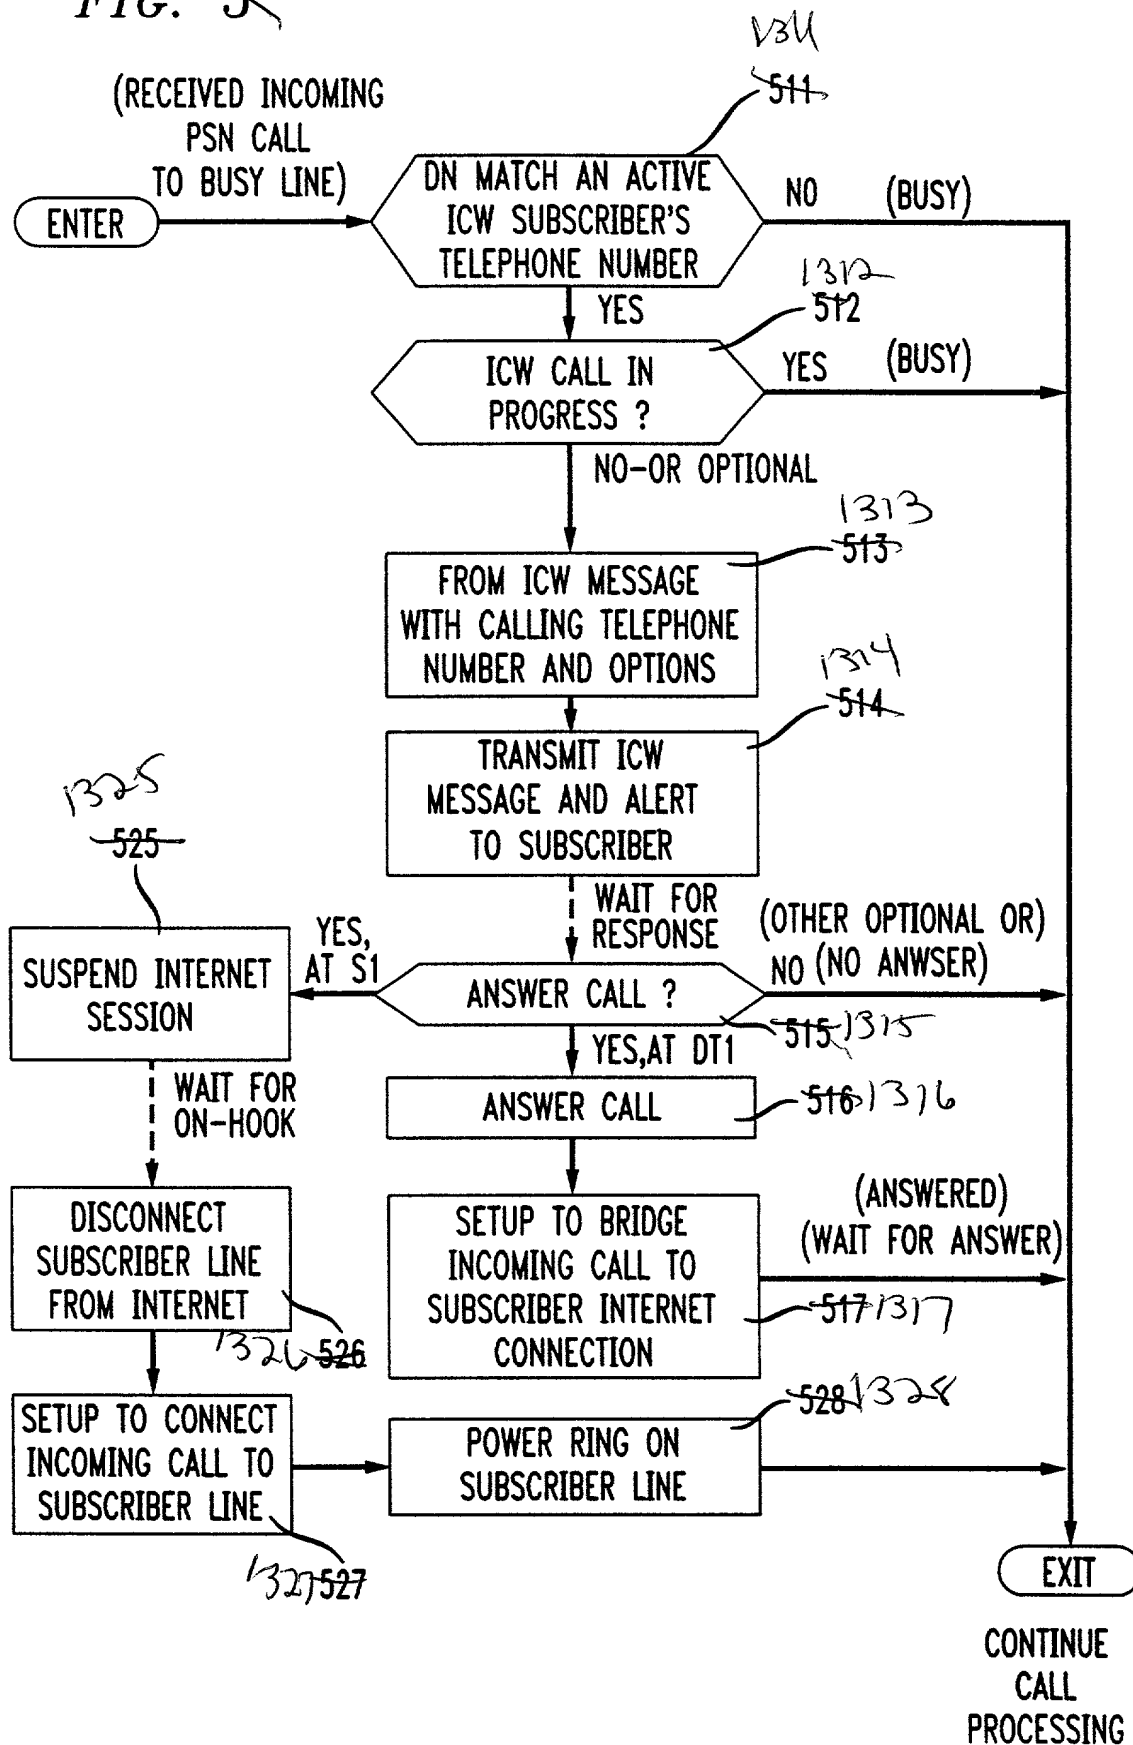 FIG. 5
1311
511
(RECEIVED INCOMING
PSN CALL
TO BUSY LINE)
ENTER
DN MATCH AN ACTIVE
ICW SUBSCRIBER'S
TELEPHONE NUMBER
NO (BUSY)
YES
1312
512
ICW CALL IN
PROGRESS ?
YES (BUSY)
NO-OR OPTIONAL
1313
513
FROM ICW MESSAGE
WITH CALLING TELEPHONE
NUMBER AND OPTIONS
1314
514
TRANSMIT ICW
MESSAGE AND ALERT
TO SUBSCRIBER
1325
525
WAIT FOR
RESPONSE
SUSPEND INTERNET
SESSION
YES,
AT S1
ANSWER CALL ?
(OTHER OPTIONAL OR)
NO (NO ANWSER)
515 1315
YES,AT DT1
WAIT FOR
ON-HOOK
ANSWER CALL
516 1316
DISCONNECT
SUBSCRIBER LINE
FROM INTERNET
1326 526
SETUP TO BRIDGE
INCOMING CALL TO
SUBSCRIBER INTERNET
CONNECTION
(ANSWERED)
(WAIT FOR ANSWER)
517 1317
SETUP TO CONNECT
INCOMING CALL TO
SUBSCRIBER LINE
1327 527
POWER RING ON
SUBSCRIBER LINE
528 1328
EXIT
CONTINUE
CALL
PROCESSING